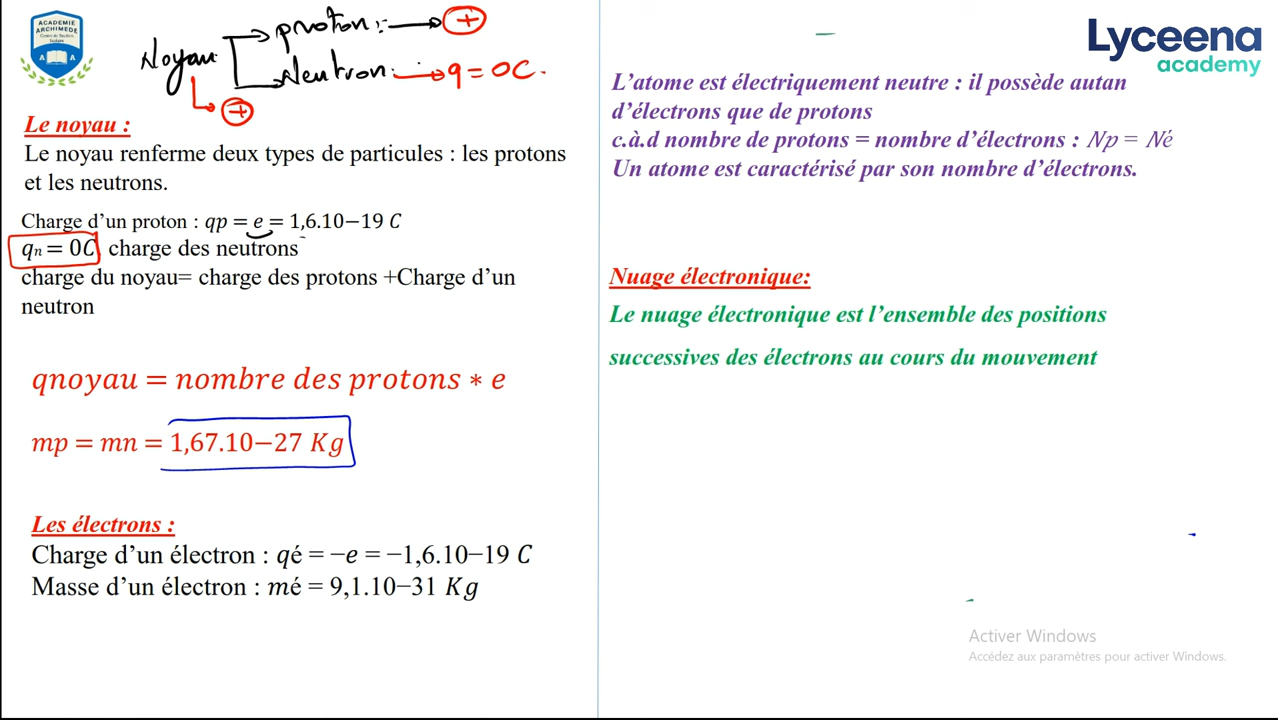 ACADEMIE
ARCHIMEDE
Centre de Soutien
Scolaire
A A
Noyau
proton :
+
Neutron :
q = 0C.
+
Lyceena
academy
Le noyau :
Le noyau renferme deux types de particules : les protons
et les neutrons.
Charge d’un proton : qp = e = 1,6.10−19 C
qn = 0C charge des neutrons
charge du noyau= charge des protons +Charge d’un
neutron
qnoyau = nombre des protons ∗ e
mp = mn = 1,67.10−27 Kg
Les électrons :
Charge d’un électron : qé = −e = −1,6.10−19 C
Masse d’un électron : mé = 9,1.10−31 Kg
L’atome est électriquement neutre : il possède autan
d’électrons que de protons
c.à.d nombre de protons = nombre d’électrons : Np = Né
Un atome est caractérisé par son nombre d’électrons.
Nuage électronique:
Le nuage électronique est l’ensemble des positions
successives des électrons au cours du mouvement
Activer Windows
Accédez aux paramètres pour activer Windows.